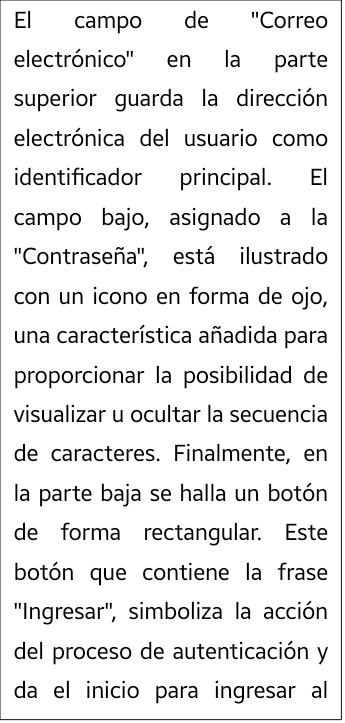 El campo de "Correo
electrónico" en la parte
superior guarda la dirección
electrónica del usuario como
identificador principal. El
campo bajo, asignado a la
"Contraseña", está ilustrado
con un icono en forma de ojo,
una característica añadida para
proporcionar la posibilidad de
visualizar u ocultar la secuencia
de caracteres. Finalmente, en
la parte baja se halla un botón
de forma rectangular. Este
botón que contiene la frase
"Ingresar", simboliza la acción
del proceso de autenticación y
da el inicio para ingresar al